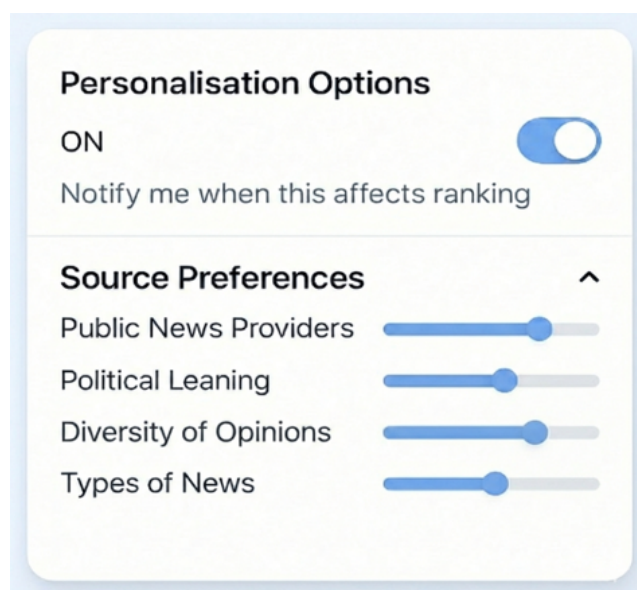 Personalisation Options
ON
Notify me when this affects ranking
Source Preferences
Public News Providers
Political Leaning
Diversity of Opinions
Types of News